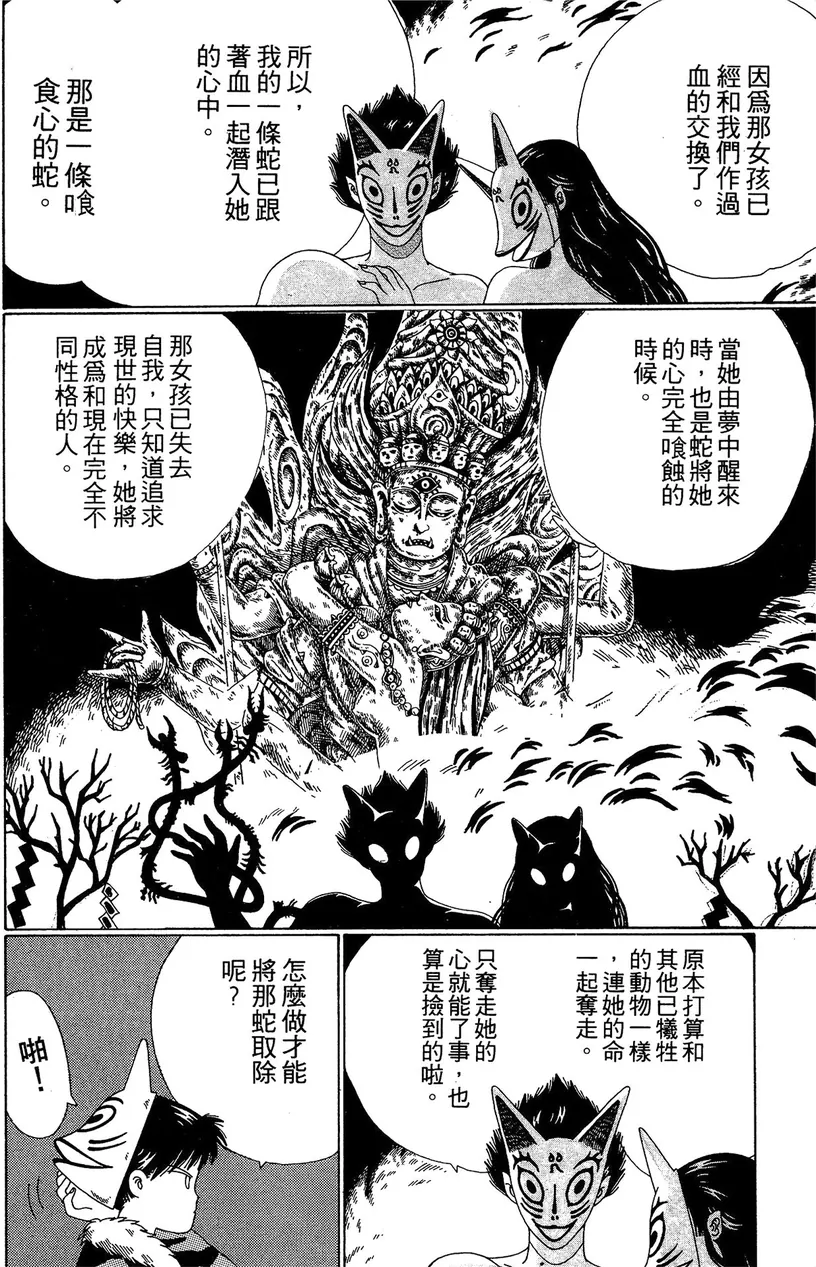 因為那女孩已
經和我們作過
血的交換了。
所以，
我的一條蛇已跟
著血一起潛入她
的心中。
那是一條喰
食心的蛇。
當她由夢中醒來
時，也是蛇將她
的心完全喰蝕的
時候。
那女孩已失去
自我，只知道追求
現世的快樂，她將
成為和現在完全不
同性格的人。
原本打算和
其他已犧牲
的動物一樣
，連她的命
一起奪走。
只奪走她的
心就能了事，也
算是撿到的啦。
怎麼做才能
將那蛇取除
呢？
啪！